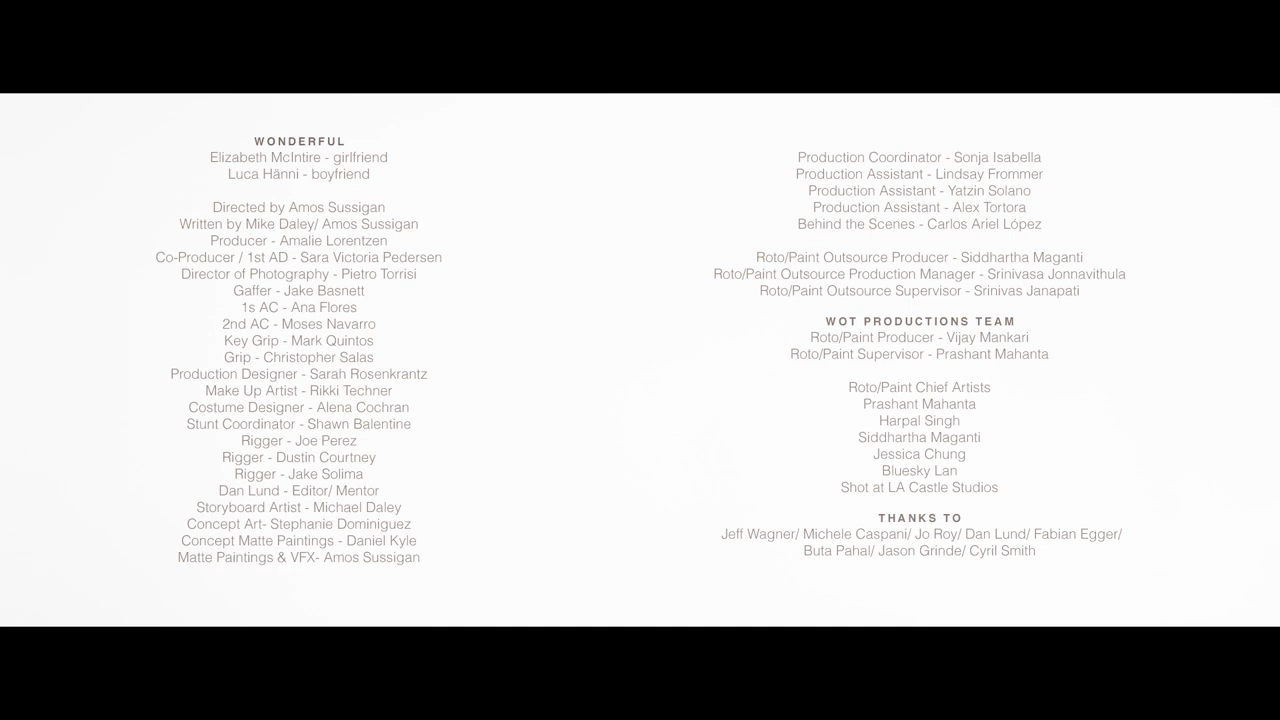 WONDERFUL
Elizabeth McIntire - girlfriend
Luca Hänni - boyfriend
Directed by Amos Sussigan
Written by Mike Daley/ Amos Sussigan
Producer - Amalie Lorentzen
Co-Producer / 1st AD - Sara Victoria Pedersen
Director of Photography - Pietro Torrisi
Gaffer - Jake Basnett
1s AC - Ana Flores
2nd AC - Moses Navarro
Key Grip - Mark Quintos
Grip - Christopher Salas
Production Designer - Sarah Rosenkrantz
Make Up Artist - Rikki Techner
Costume Designer - Alena Cochran
Stunt Coordinator - Shawn Balentine
Rigger - Joe Perez
Rigger - Dustin Courtney
Rigger - Jake Solima
Dan Lund - Editor/ Mentor
Storyboard Artist - Michael Daley
Concept Art- Stephanie Dominiguez
Concept Matte Paintings - Daniel Kyle
Matte Paintings & VFX- Amos Sussigan
Production Coordinator - Sonja Isabella
Production Assistant - Lindsay Frommer
Production Assistant - Yatzin Solano
Production Assistant - Alex Tortora
Behind the Scenes - Carlos Ariel López
Roto/Paint Outsource Producer - Siddhartha Maganti
Roto/Paint Outsource Production Manager - Srinivasa Jonnavithula
Roto/Paint Outsource Supervisor - Srinivas Janapati
WOT PRODUCTIONS TEAM
Roto/Paint Producer - Vijay Mankari
Roto/Paint Supervisor - Prashant Mahanta
Roto/Paint Chief Artists
Prashant Mahanta
Harpal Singh
Siddhartha Maganti
Jessica Chung
Bluesky Lan
Shot at LA Castle Studios
THANKS TO
Jeff Wagner/ Michele Caspani/ Jo Roy/ Dan Lund/ Fabian Egger/
Buta Pahal/ Jason Grinde/ Cyril Smith